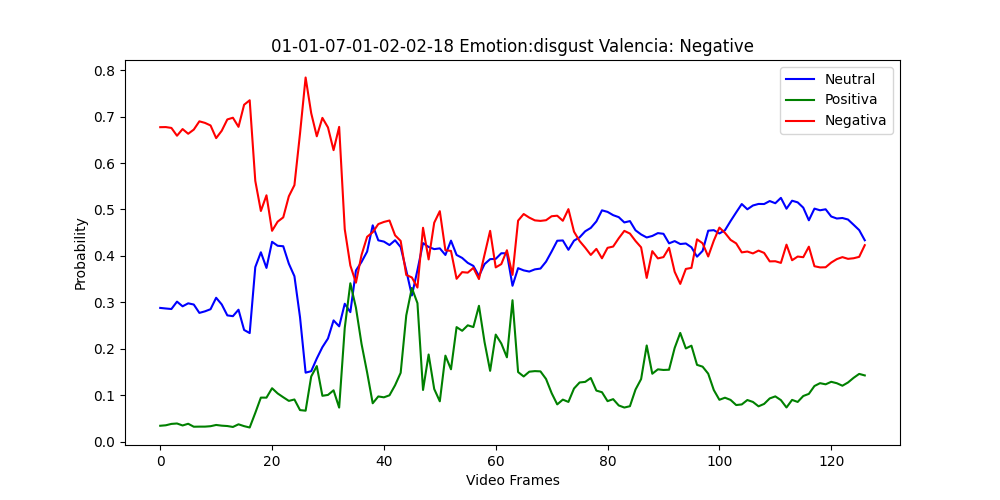 01-01-07-01-02-02-18 Emotion:disgust Valencia: Negative
Neutral
Positiva
Negativa
Probability
0.8
0.7
0.6
0.5
0.4
0.3
0.2
0.1
0.0
0 20 40 60 80 100 120
Video Frames